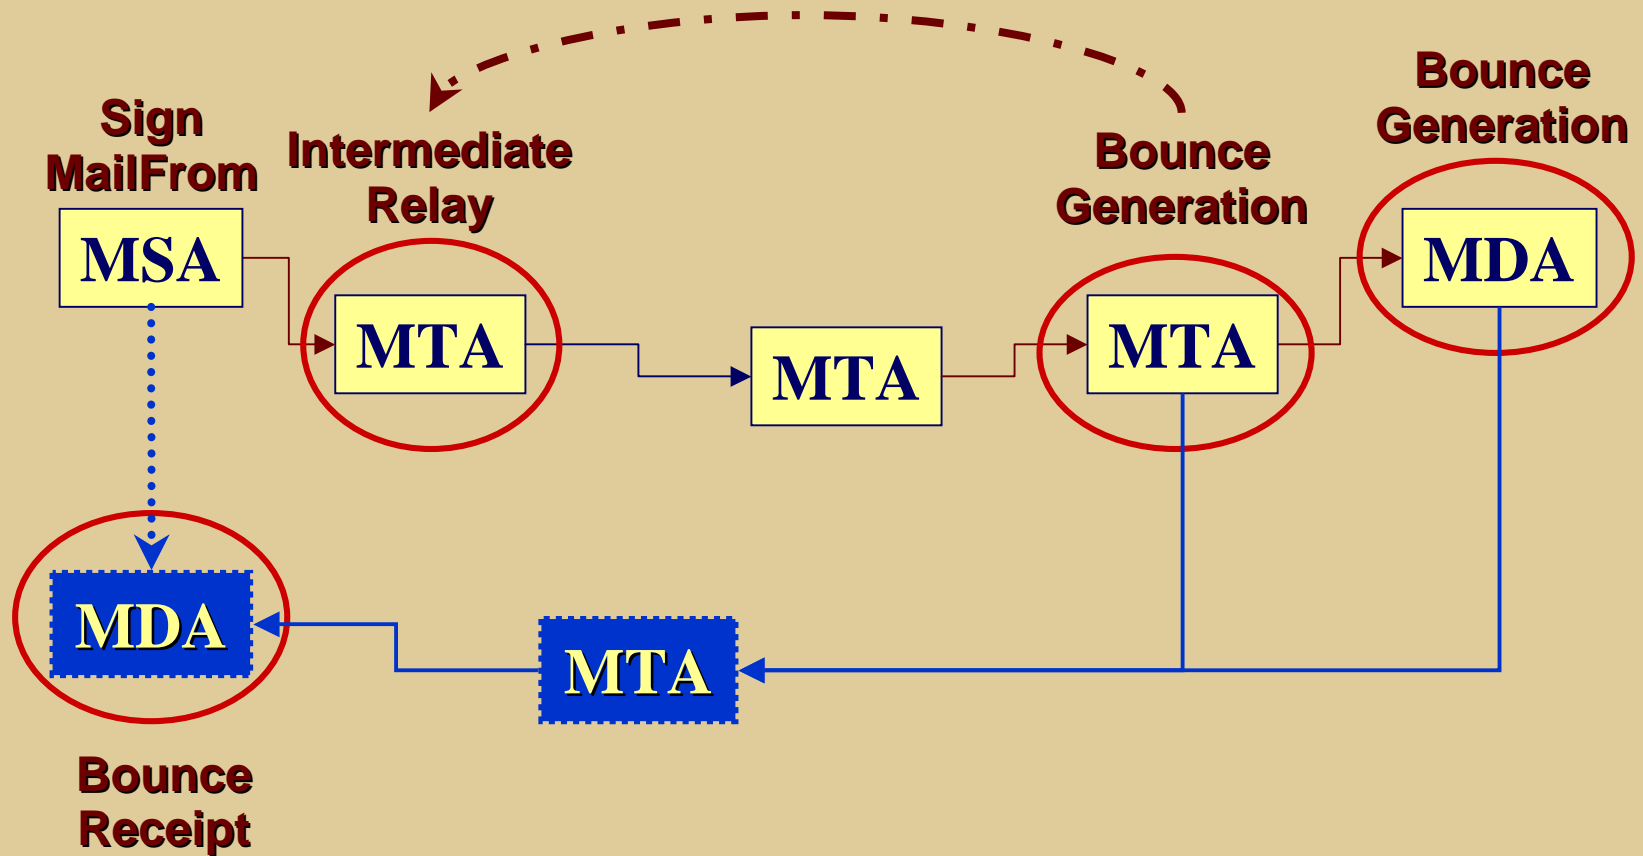 Bounce
Generation
Sign
MailFrom
Intermediate
Relay
Bounce
Generation
MSA
MTA
MTA
MTA
MDA
MDA
MTA
Bounce
Receipt